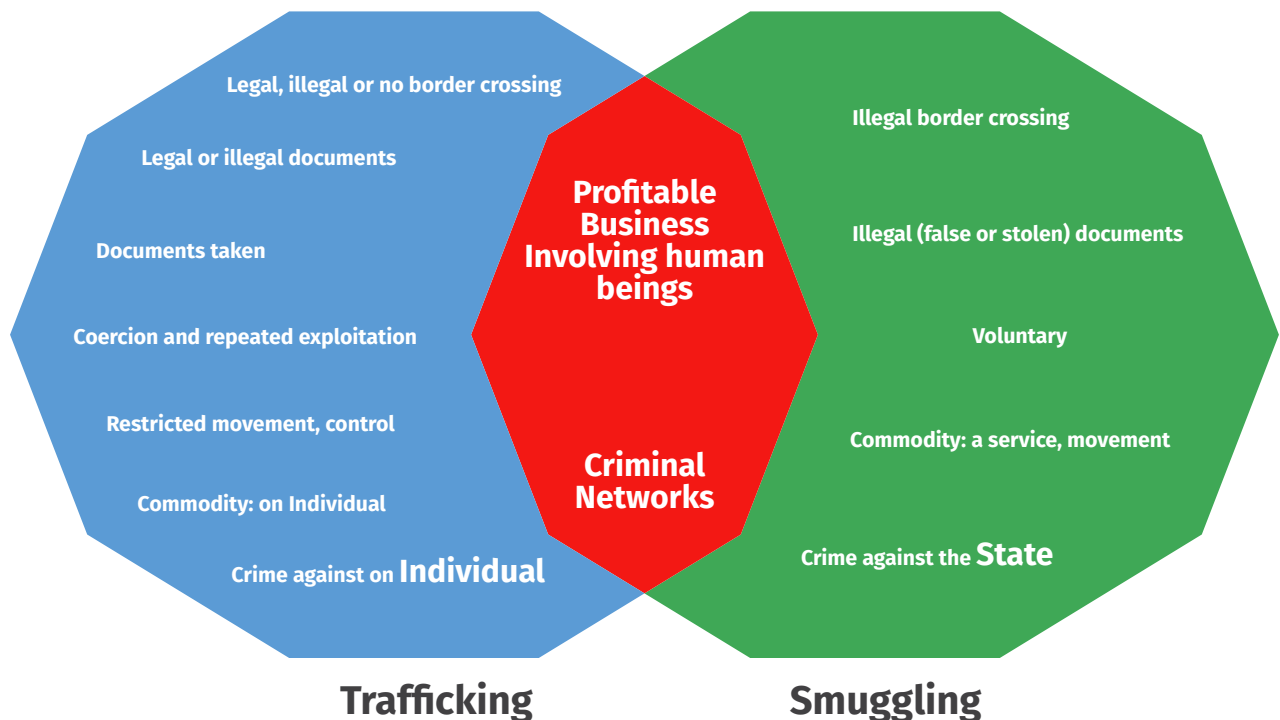 Legal, illegal or no border crossing
Legal or illegal documents
Documents taken
Coercion and repeated exploitation
Restricted movement, control
Commodity: on Individual
Crime against on Individual
Profitable
Business
Involving human
beings
Criminal
Networks
Illegal border crossing
Illegal (false or stolen) documents
Voluntary
Commodity: a service, movement
Crime against the State
Trafficking
Smuggling